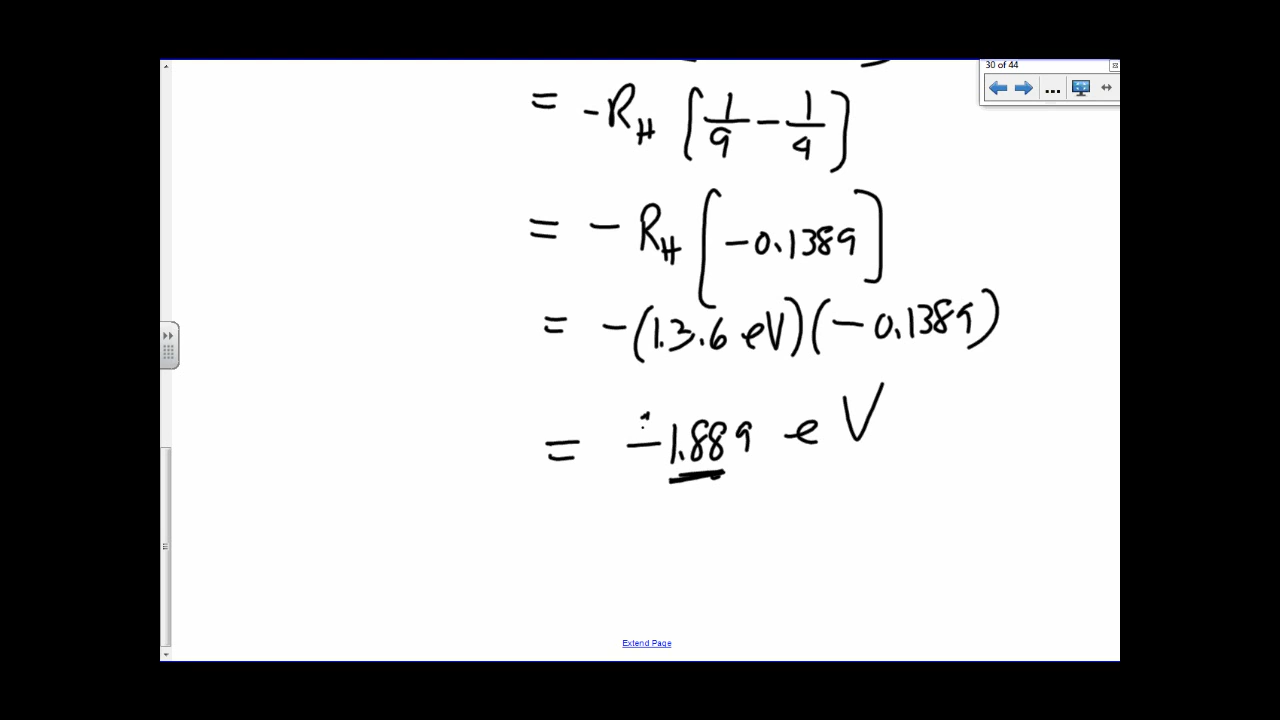 30 of 44
...
= -R_H [1/9 - 1/4]
= - R_H [-0.1389]
= -(13.6 eV)(-0.1389)
= -1.889 eV
Extend Page